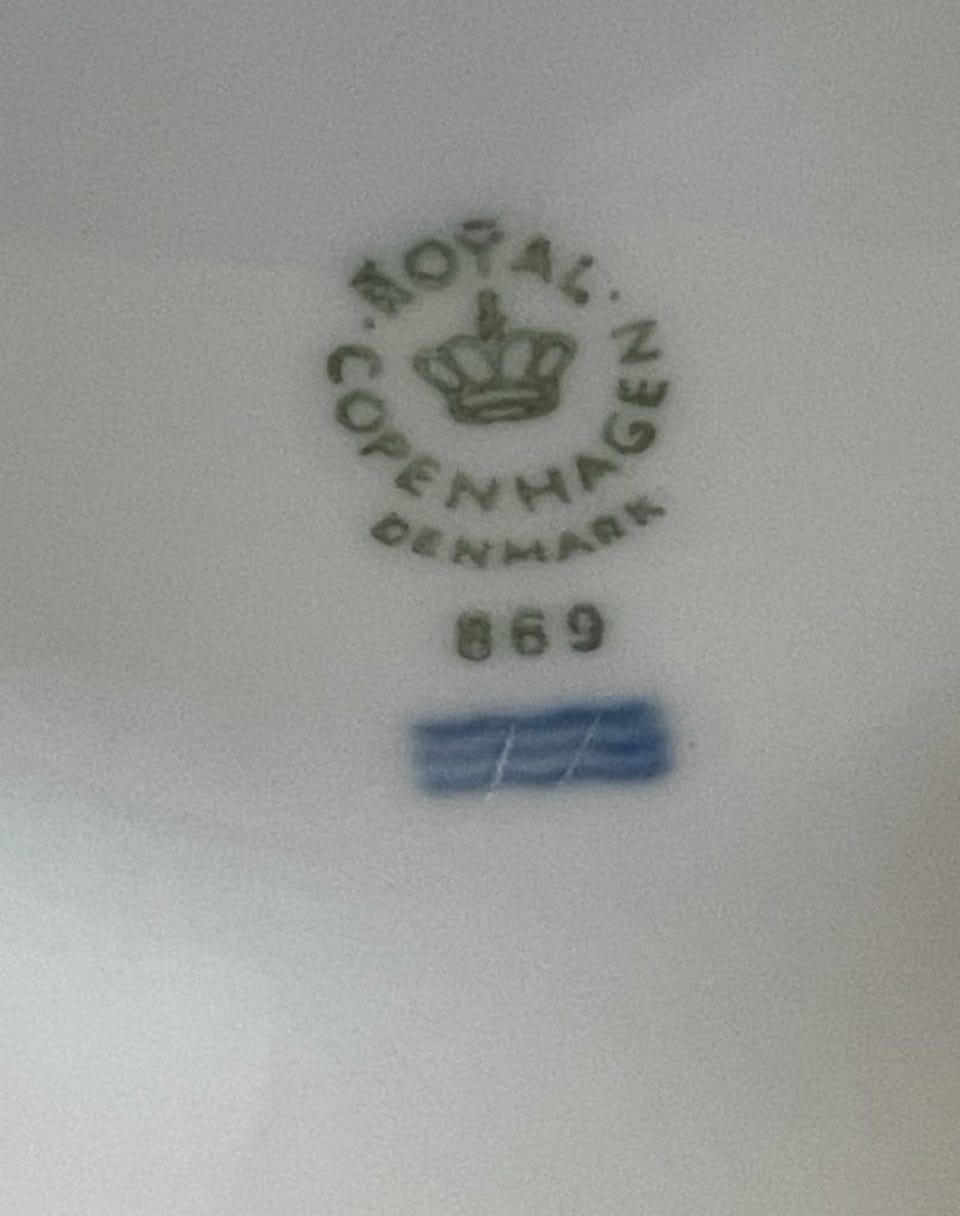 ROYAL
COPENHAGEN
DENMARK
869